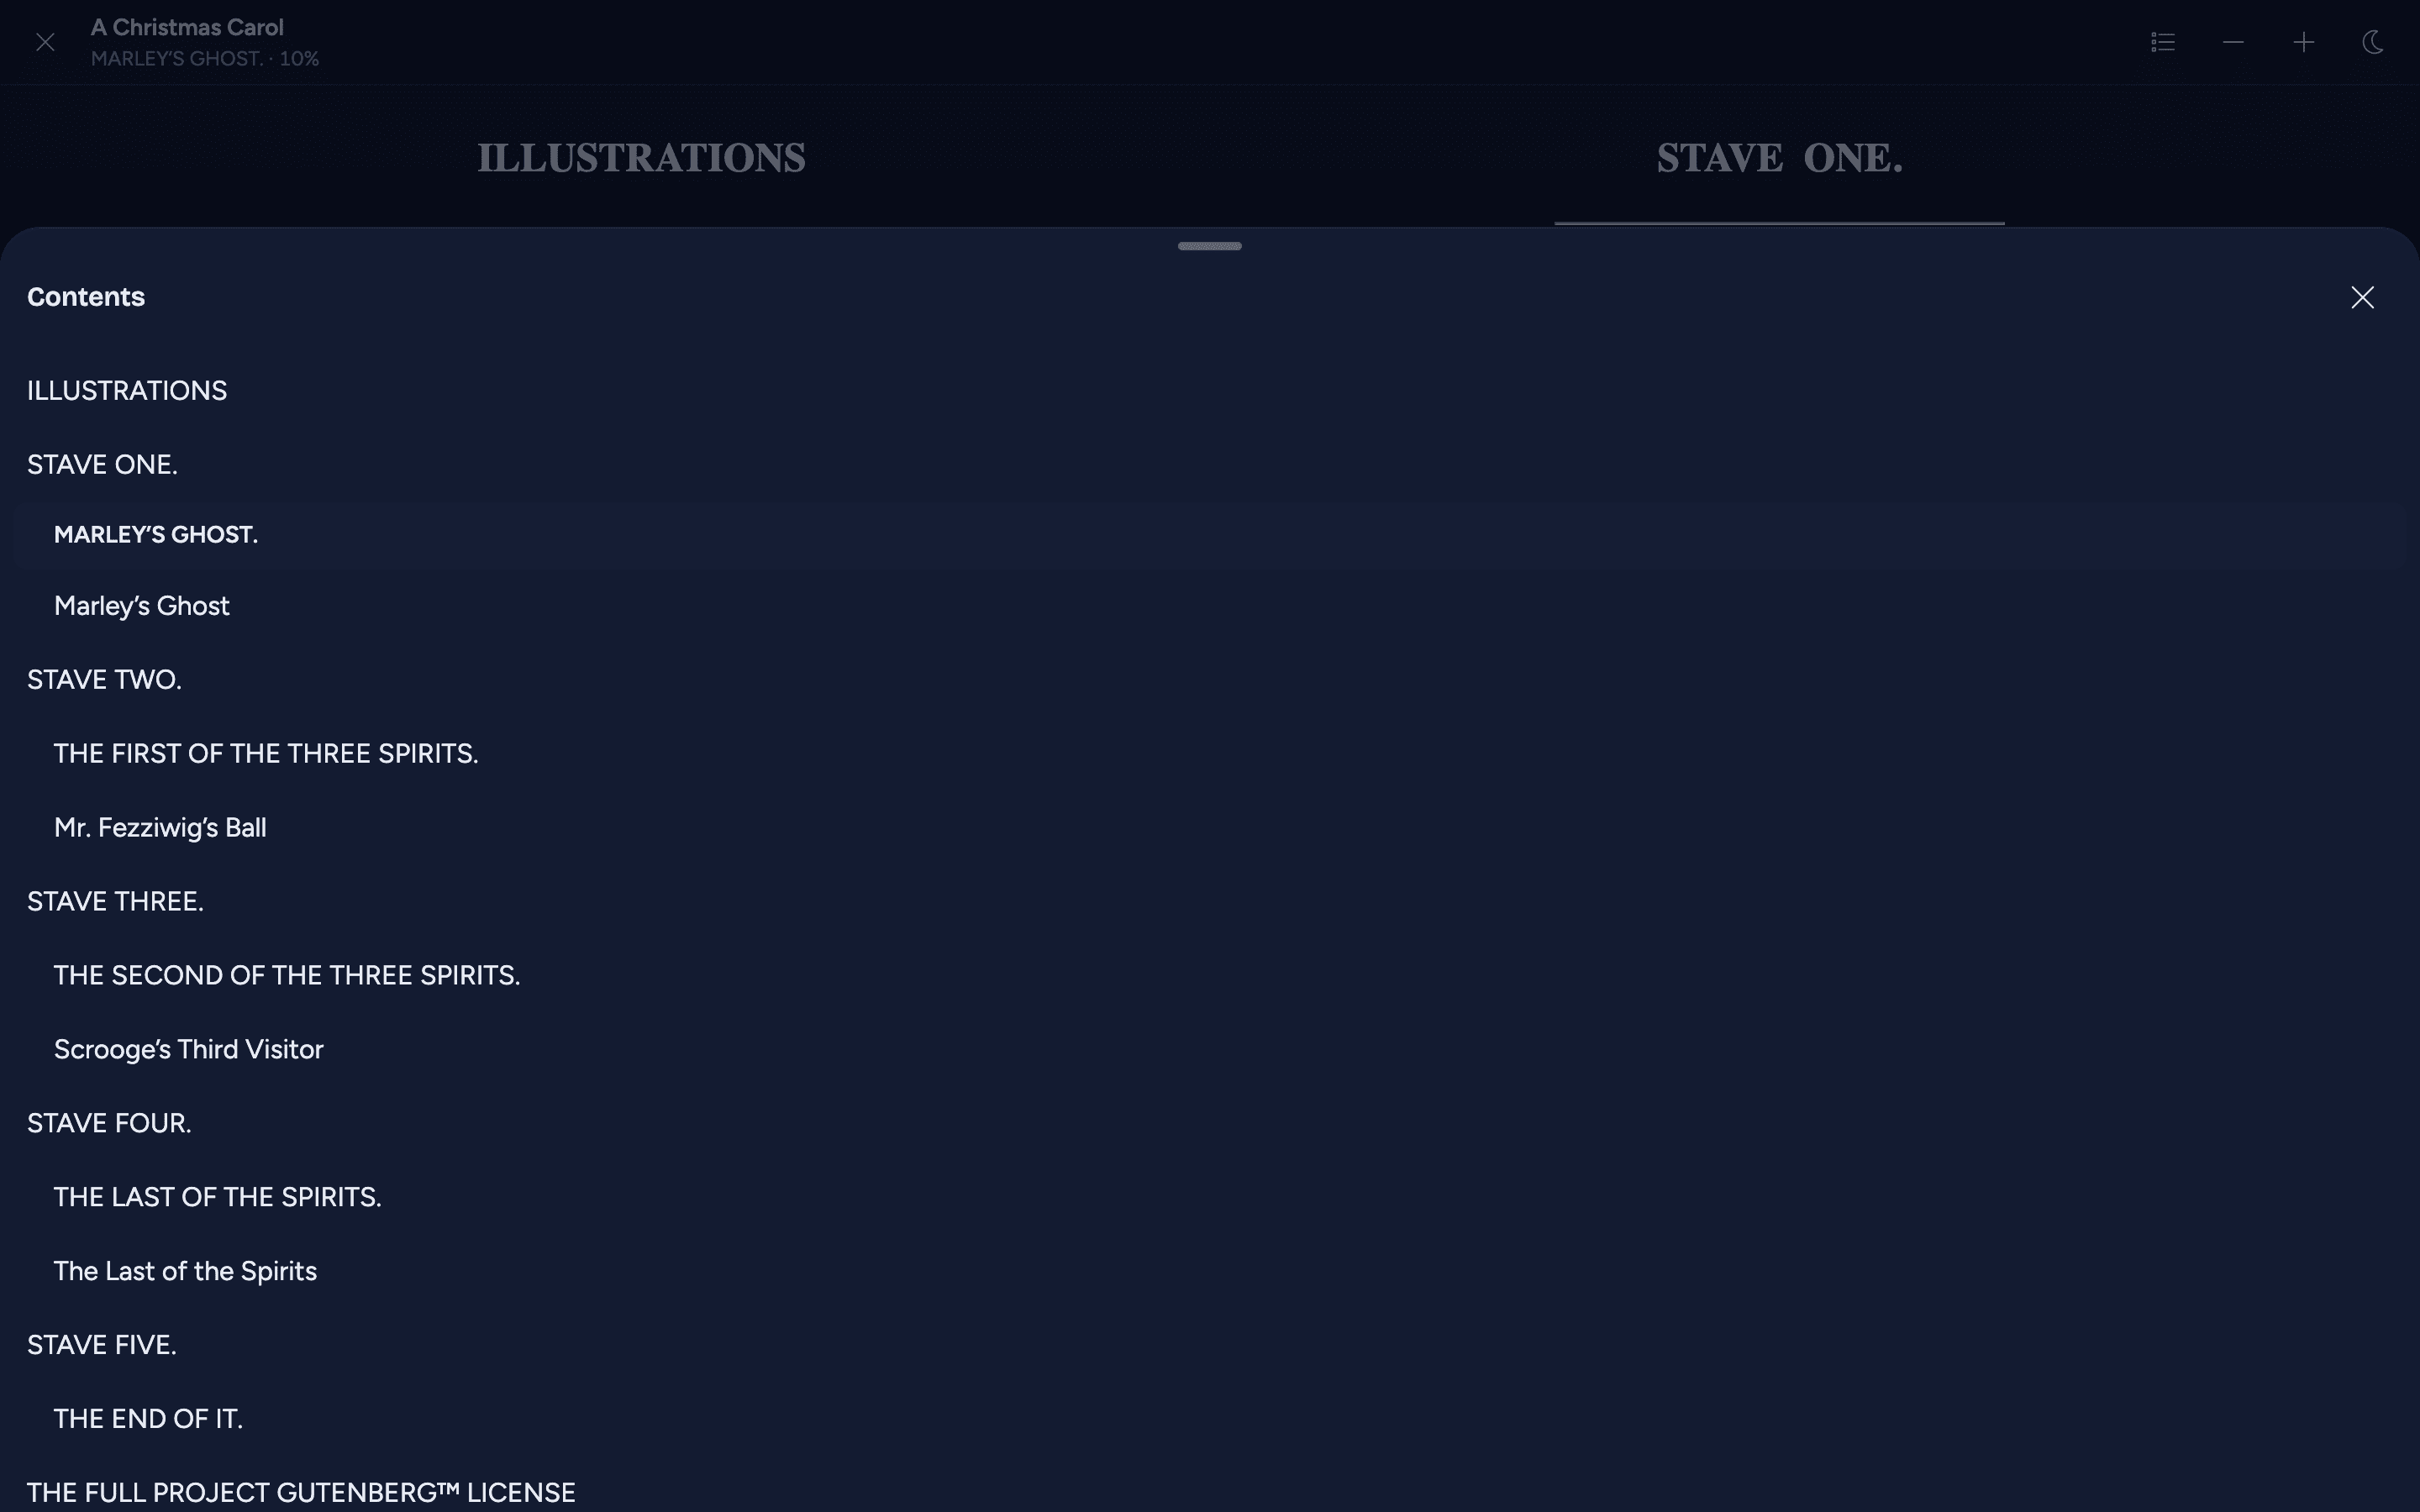 A Christmas Carol
MARLEY’S GHOST. · 10%
ILLUSTRATIONS
STAVE ONE.
Contents
ILLUSTRATIONS
STAVE ONE.
MARLEY’S GHOST.
Marley’s Ghost
STAVE TWO.
THE FIRST OF THE THREE SPIRITS.
Mr. Fezziwig’s Ball
STAVE THREE.
THE SECOND OF THE THREE SPIRITS.
Scrooge’s Third Visitor
STAVE FOUR.
THE LAST OF THE SPIRITS.
The Last of the Spirits
STAVE FIVE.
THE END OF IT.
THE FULL PROJECT GUTENBERG™ LICENSE